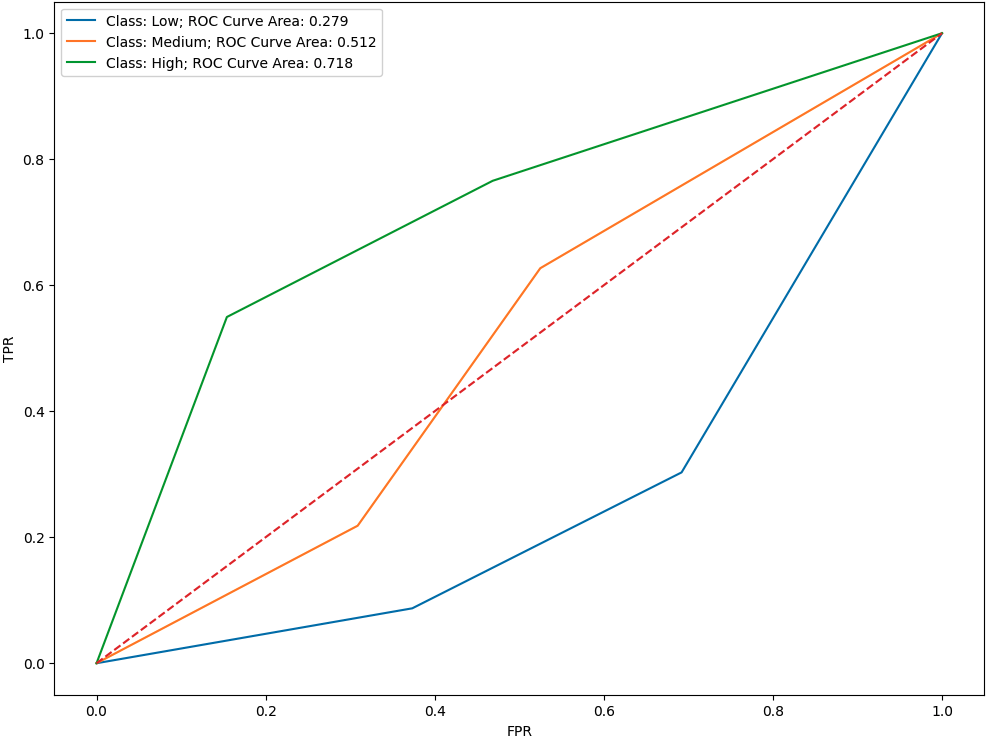 Class: Low; ROC Curve Area: 0.279
Class: Medium; ROC Curve Area: 0.512
Class: High; ROC Curve Area: 0.718
1.0
0.8
0.6
0.4
0.2
0.0
TPR
0.0 0.2 0.4 0.6 0.8 1.0
FPR